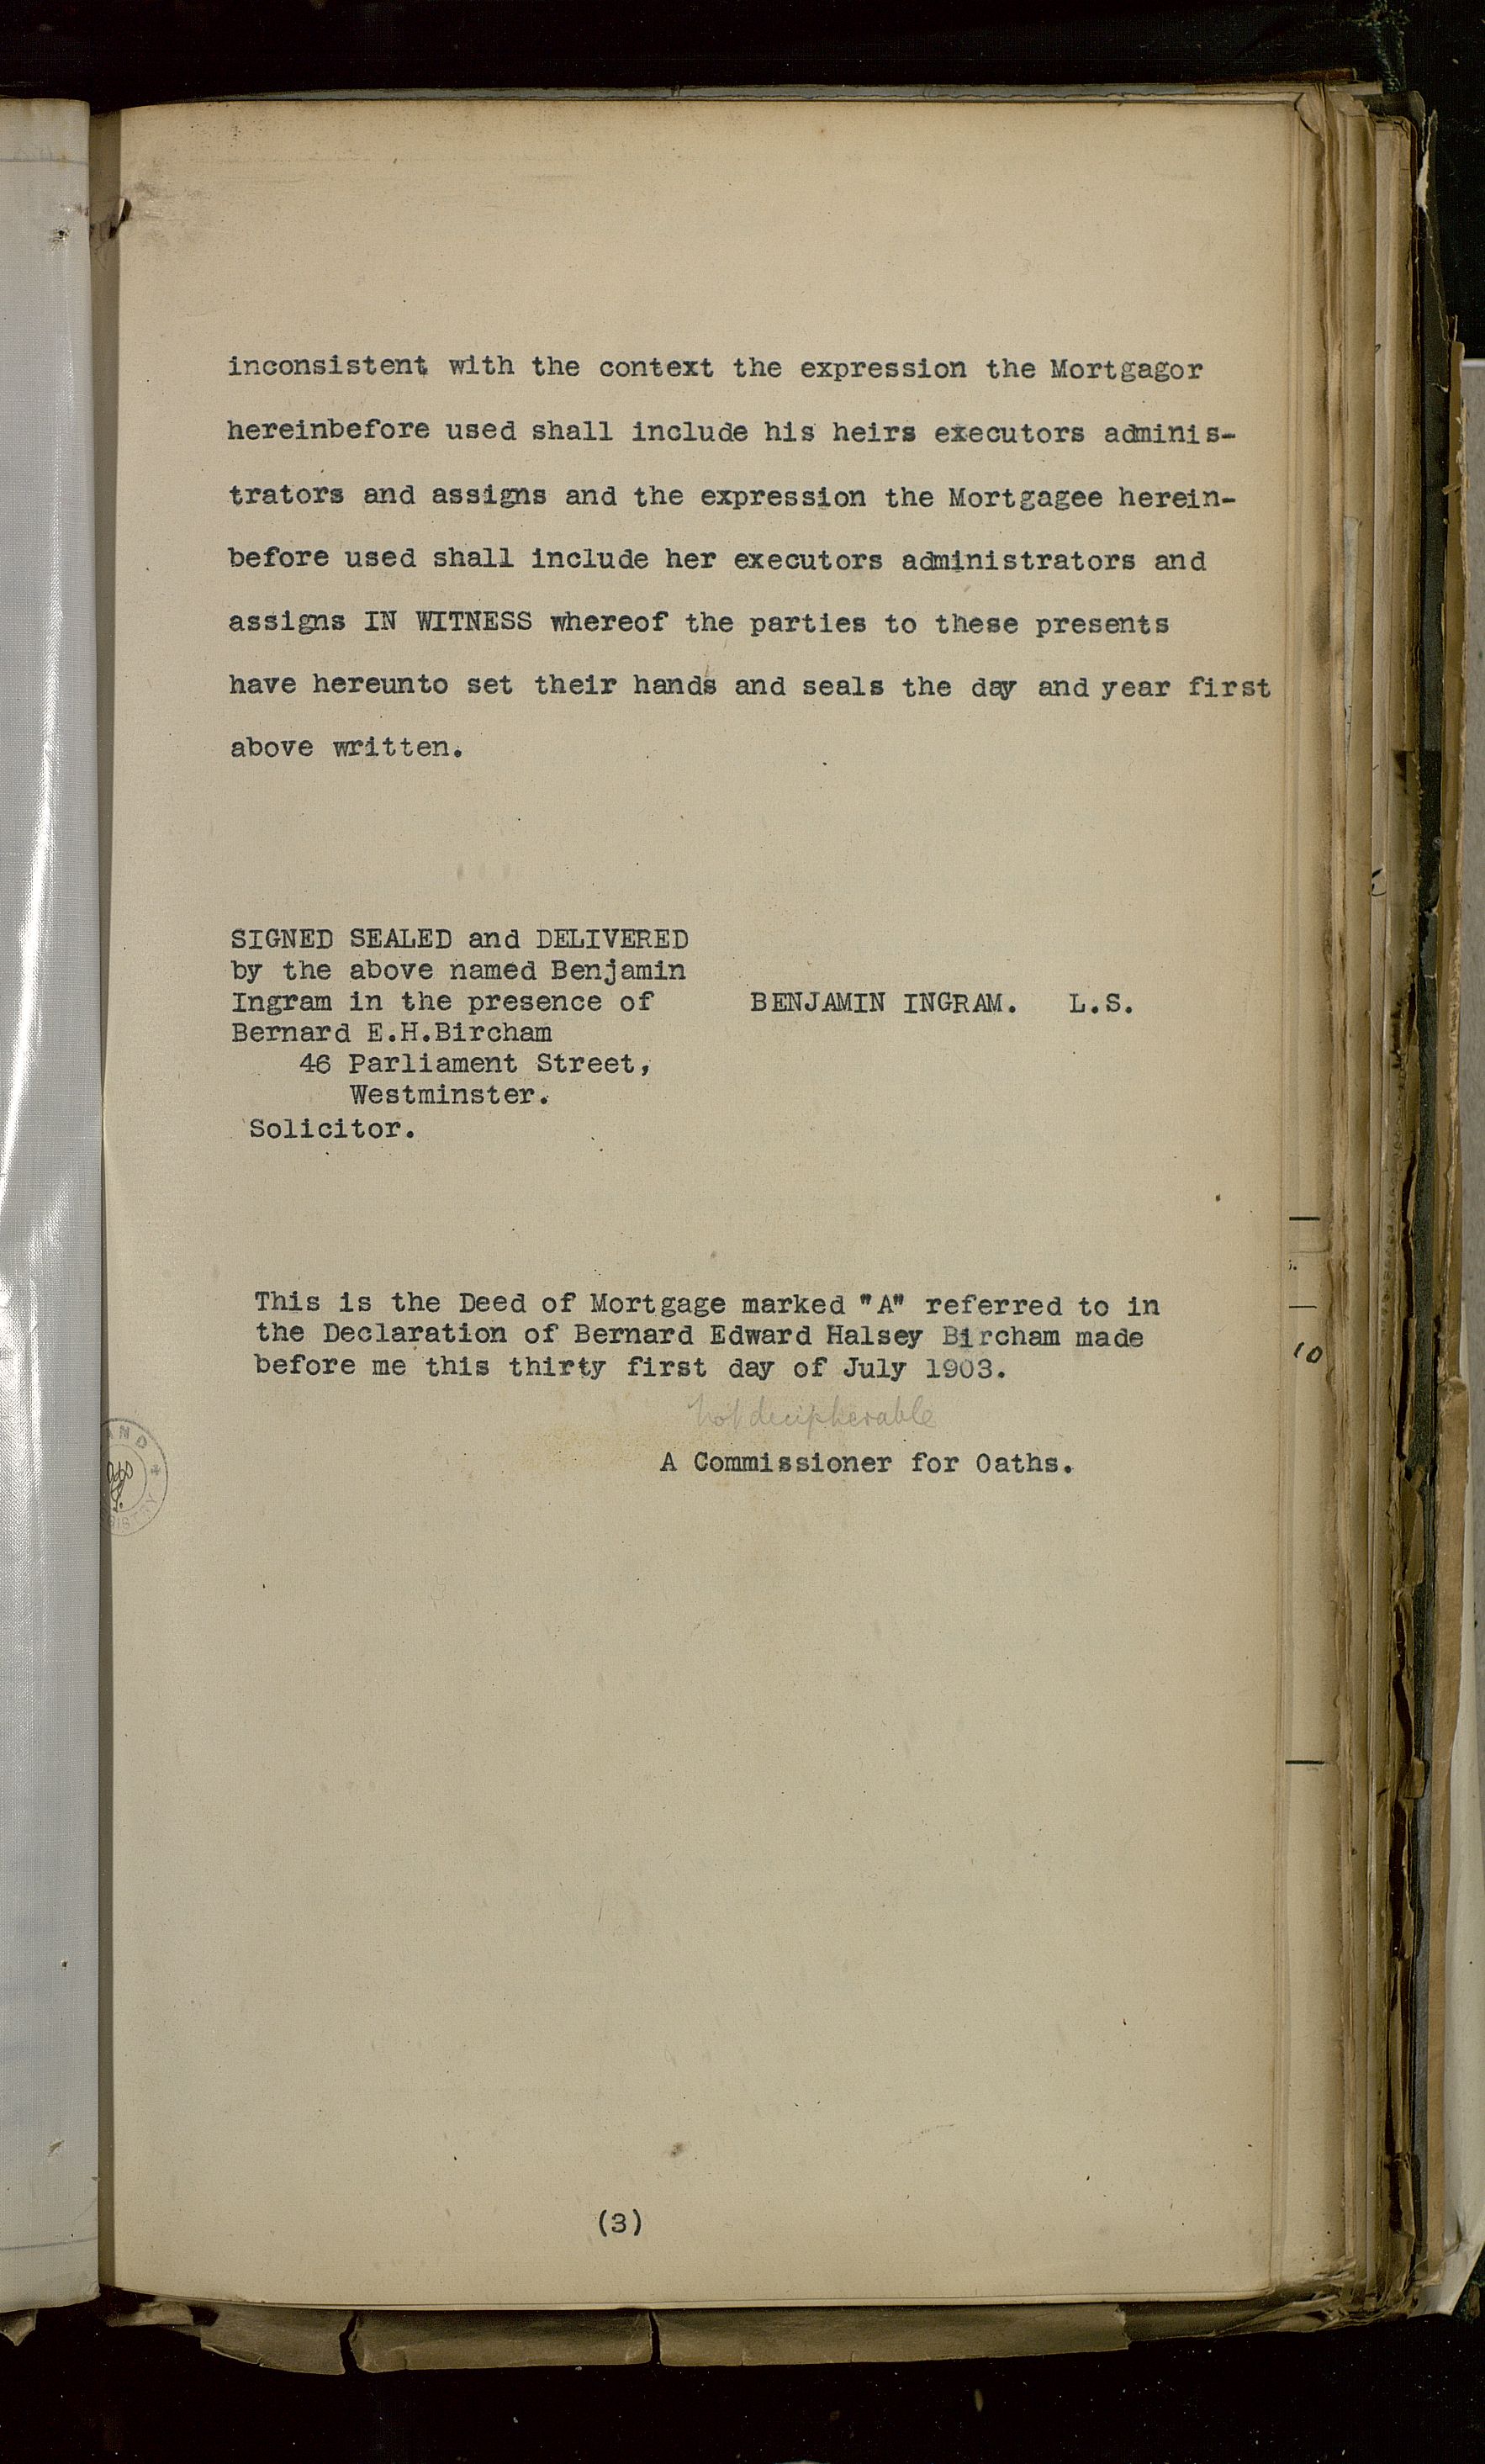 inconsistent with the context the expression the Mortgagor
hereinbefore used shall include his heirs executors adminis-
trators and assigns and the expression the Mortgagee herein-
before used shall include her executors administrators and
assigns IN WITNESS whereof the parties to these presents
have hereunto set their hands and seals the day and year first
above written.
SIGNED SEALED and DELIVERED
by the above named Benjamin
Ingram in the presence of BENJAMIN INGRAM. L.S.
Bernard E.H.Bircham
46 Parliament Street,
Westminster.
Solicitor.
This is the Deed of Mortgage marked "A" referred to in
the Declaration of Bernard Edward Halsey Bircham made
before me this thirty first day of July 1903.
not decipherable
A Commissioner for Oaths.
(3)
10